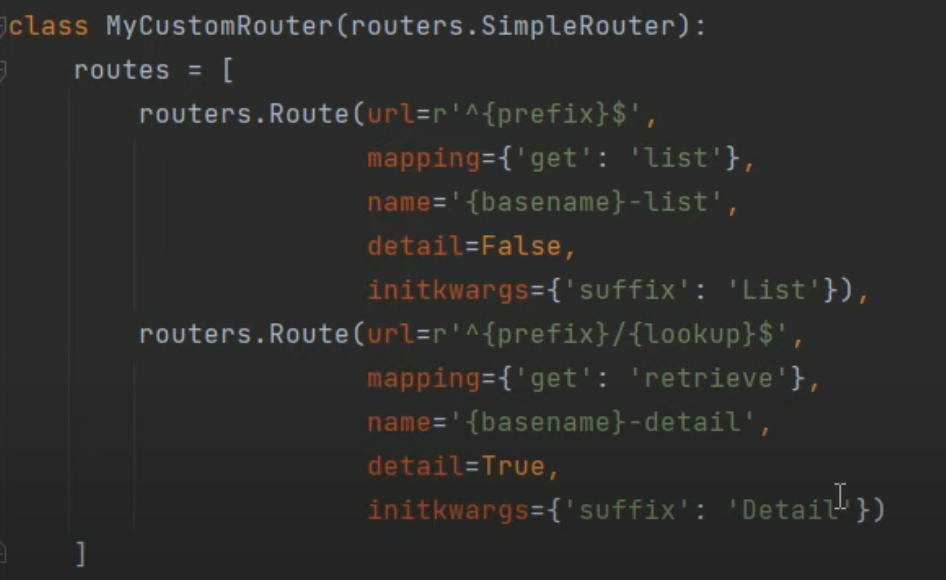 class MyCustomRouter(routers.SimpleRouter):
    routes = [
        routers.Route(url=r'^{prefix}$',
                      mapping={'get': 'list'},
                      name='{basename}-list',
                      detail=False,
                      initkwargs={'suffix': 'List'}),
        routers.Route(url=r'^{prefix}/{lookup}$',
                      mapping={'get': 'retrieve'},
                      name='{basename}-detail',
                      detail=True,
                      initkwargs={'suffix': 'Detail'})
    ]